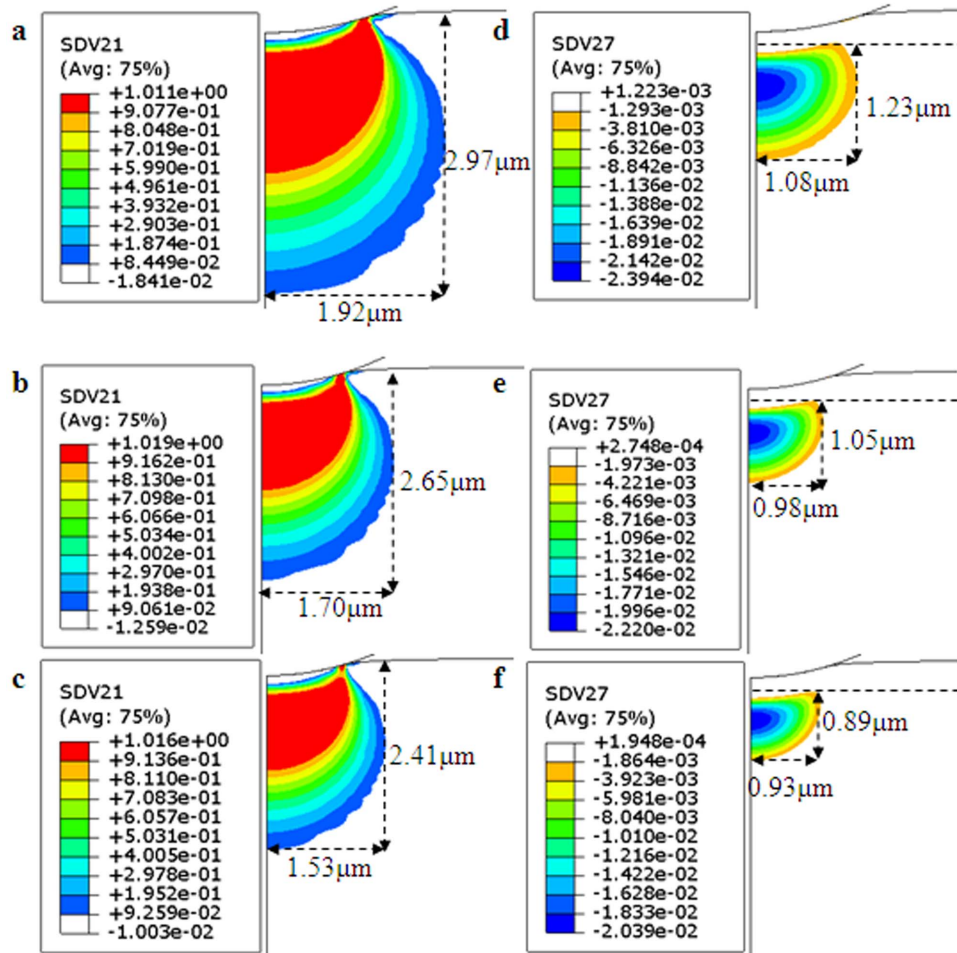 a
SDV21
(Avg: 75%)
+1.011e+00
+9.077e-01
+8.048e-01
+7.019e-01
+5.990e-01
+4.961e-01
+3.932e-01
+2.903e-01
+1.874e-01
+8.449e-02
-1.841e-02
2.97μm
1.92μm
d
SDV27
(Avg: 75%)
+1.223e-03
-1.293e-03
-3.810e-03
-6.326e-03
-8.842e-03
-1.136e-02
-1.388e-02
-1.639e-02
-1.891e-02
-2.142e-02
-2.394e-02
1.23μm
1.08μm
b
SDV21
(Avg: 75%)
+1.019e+00
+9.162e-01
+8.130e-01
+7.098e-01
+6.066e-01
+5.034e-01
+4.002e-01
+2.970e-01
+1.938e-01
+9.061e-02
-1.259e-02
2.65μm
1.70μm
e
SDV27
(Avg: 75%)
+2.748e-04
-1.973e-03
-4.221e-03
-6.469e-03
-8.716e-03
-1.096e-02
-1.321e-02
-1.546e-02
-1.771e-02
-1.996e-02
-2.220e-02
1.05μm
0.98μm
c
SDV21
(Avg: 75%)
+1.016e+00
+9.136e-01
+8.110e-01
+7.083e-01
+6.057e-01
+5.031e-01
+4.005e-01
+2.978e-01
+1.952e-01
+9.259e-02
-1.003e-02
2.41μm
1.53μm
f
SDV27
(Avg: 75%)
+1.948e-04
-1.864e-03
-3.923e-03
-5.981e-03
-8.040e-03
-1.010e-02
-1.216e-02
-1.422e-02
-1.628e-02
-1.833e-02
-2.039e-02
0.89μm
0.93μm